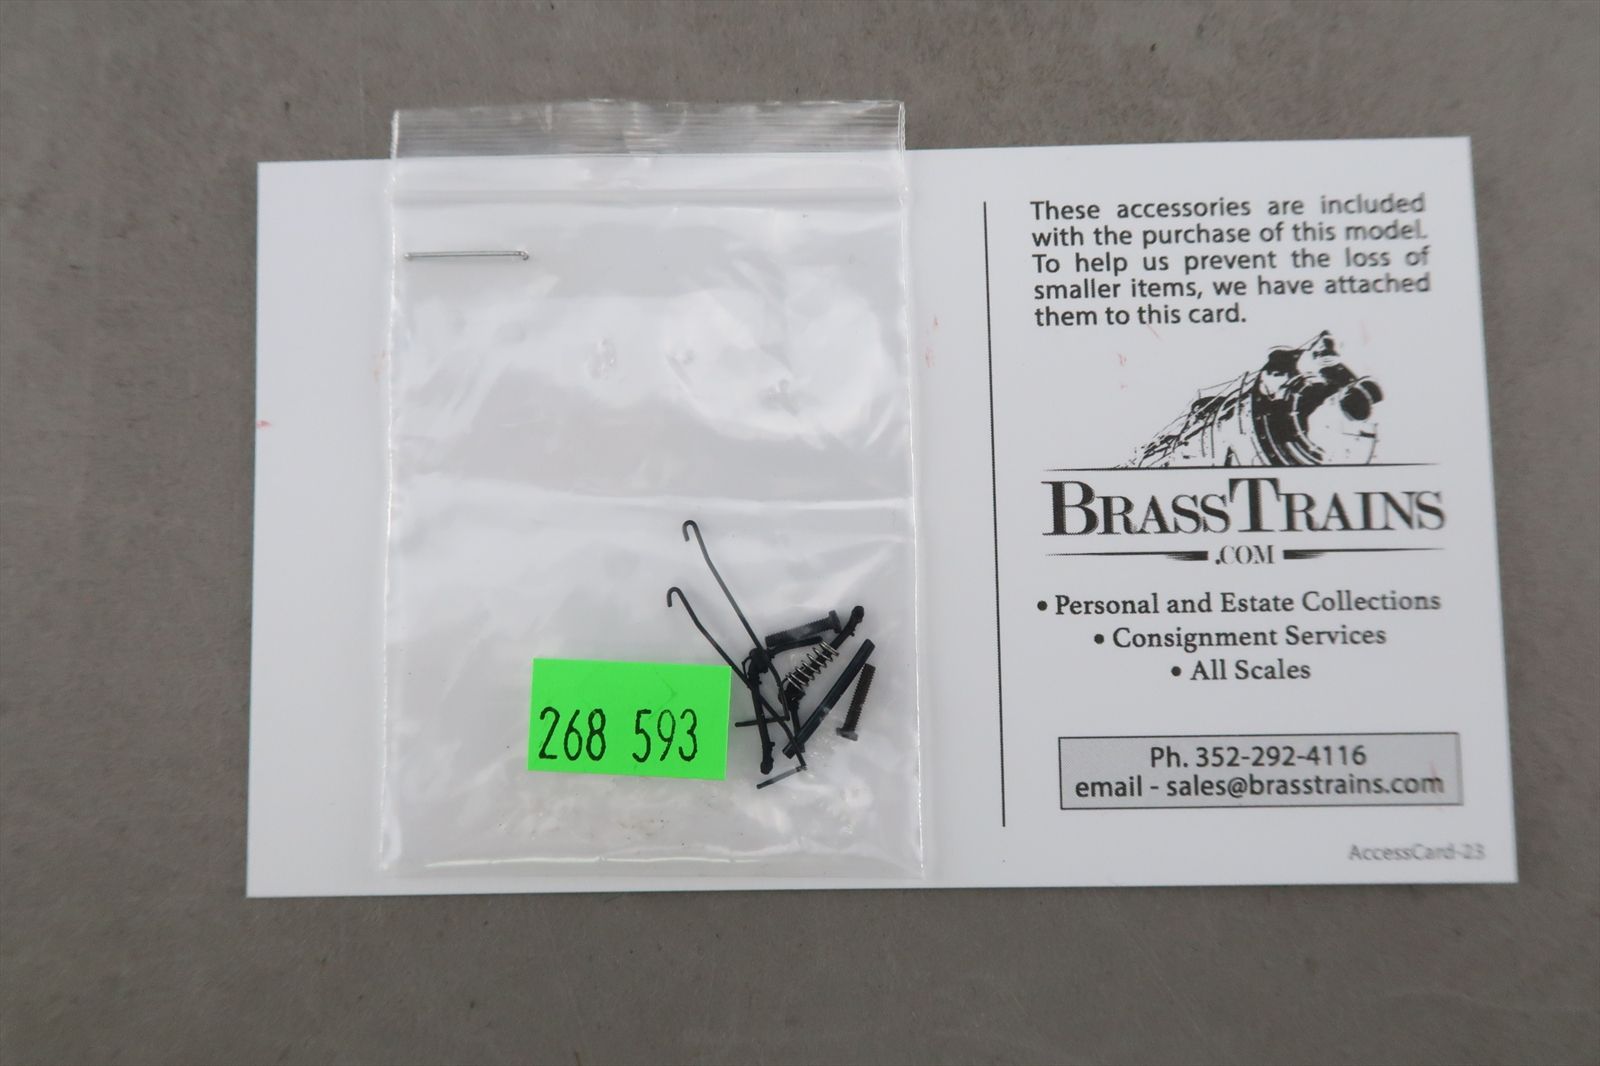 These accessories are included
with the purchase of this model.
To help us prevent the loss of
smaller items, we have attached
them to this card.
BRASSTRAINS
.COM
• Personal and Estate Collections
• Consignment Services
• All Scales
Ph. 352-292-4116
email - sales@brasstrains.com
AccessCard-23
268 593